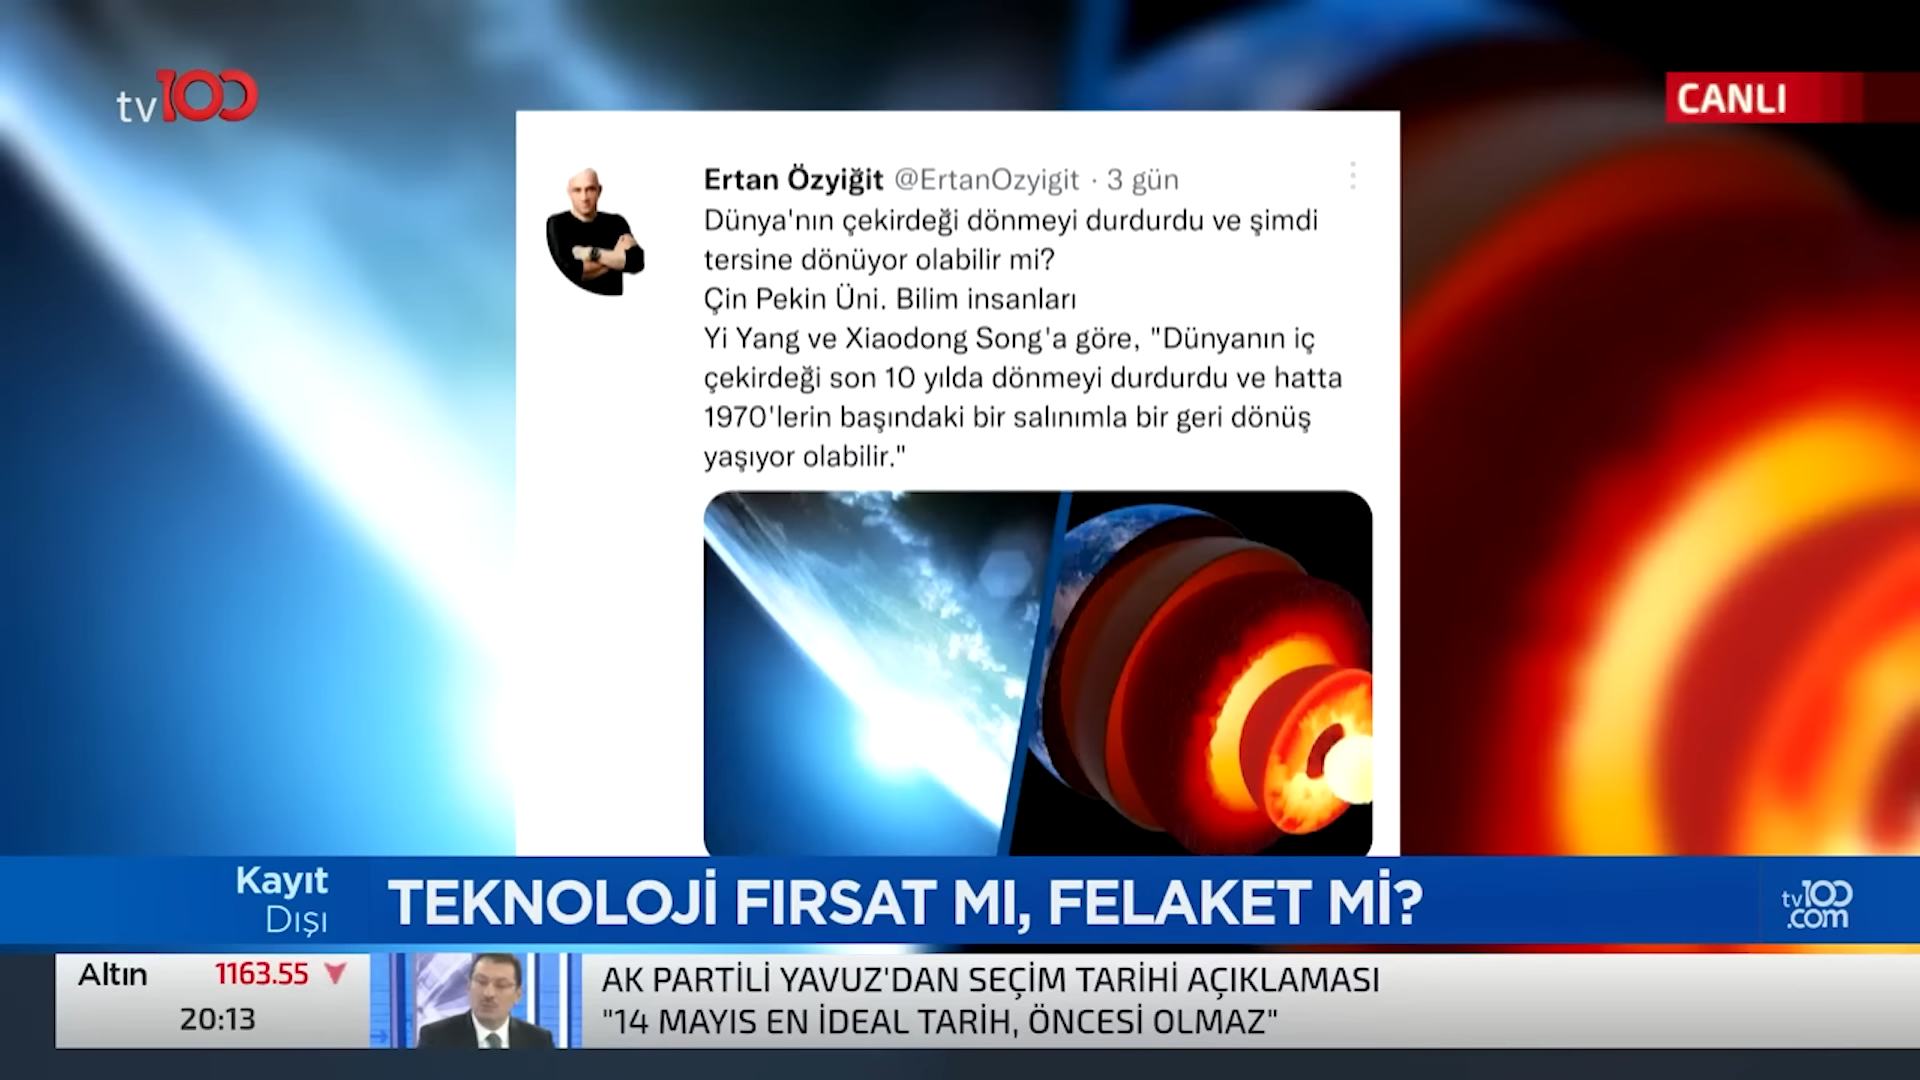 tv100
CANLI
Ertan Özyiğit @ErtanOzyigit · 3 gün
Dünya'nın çekirdeği dönmeyi durdurdu ve şimdi
tersine dönüyor olabilir mi?
Çin Pekin Üni. Bilim insanları
Yi Yang ve Xiaodong Song'a göre, "Dünyanın iç
çekirdeği son 10 yılda dönmeyi durdurdu ve hatta
1970'lerin başındaki bir salınımla bir geri dönüş
yaşıyor olabilir."
Kayıt
Dışı
TEKNOLOJİ FIRSAT MI, FELAKET Mİ?
tv100
.com
Altın 1163.55
20:13
AK PARTİLİ YAVUZ'DAN SEÇİM TARİHİ AÇIKLAMASI
"14 MAYIS EN İDEAL TARİH, ÖNCESİ OLMAZ"